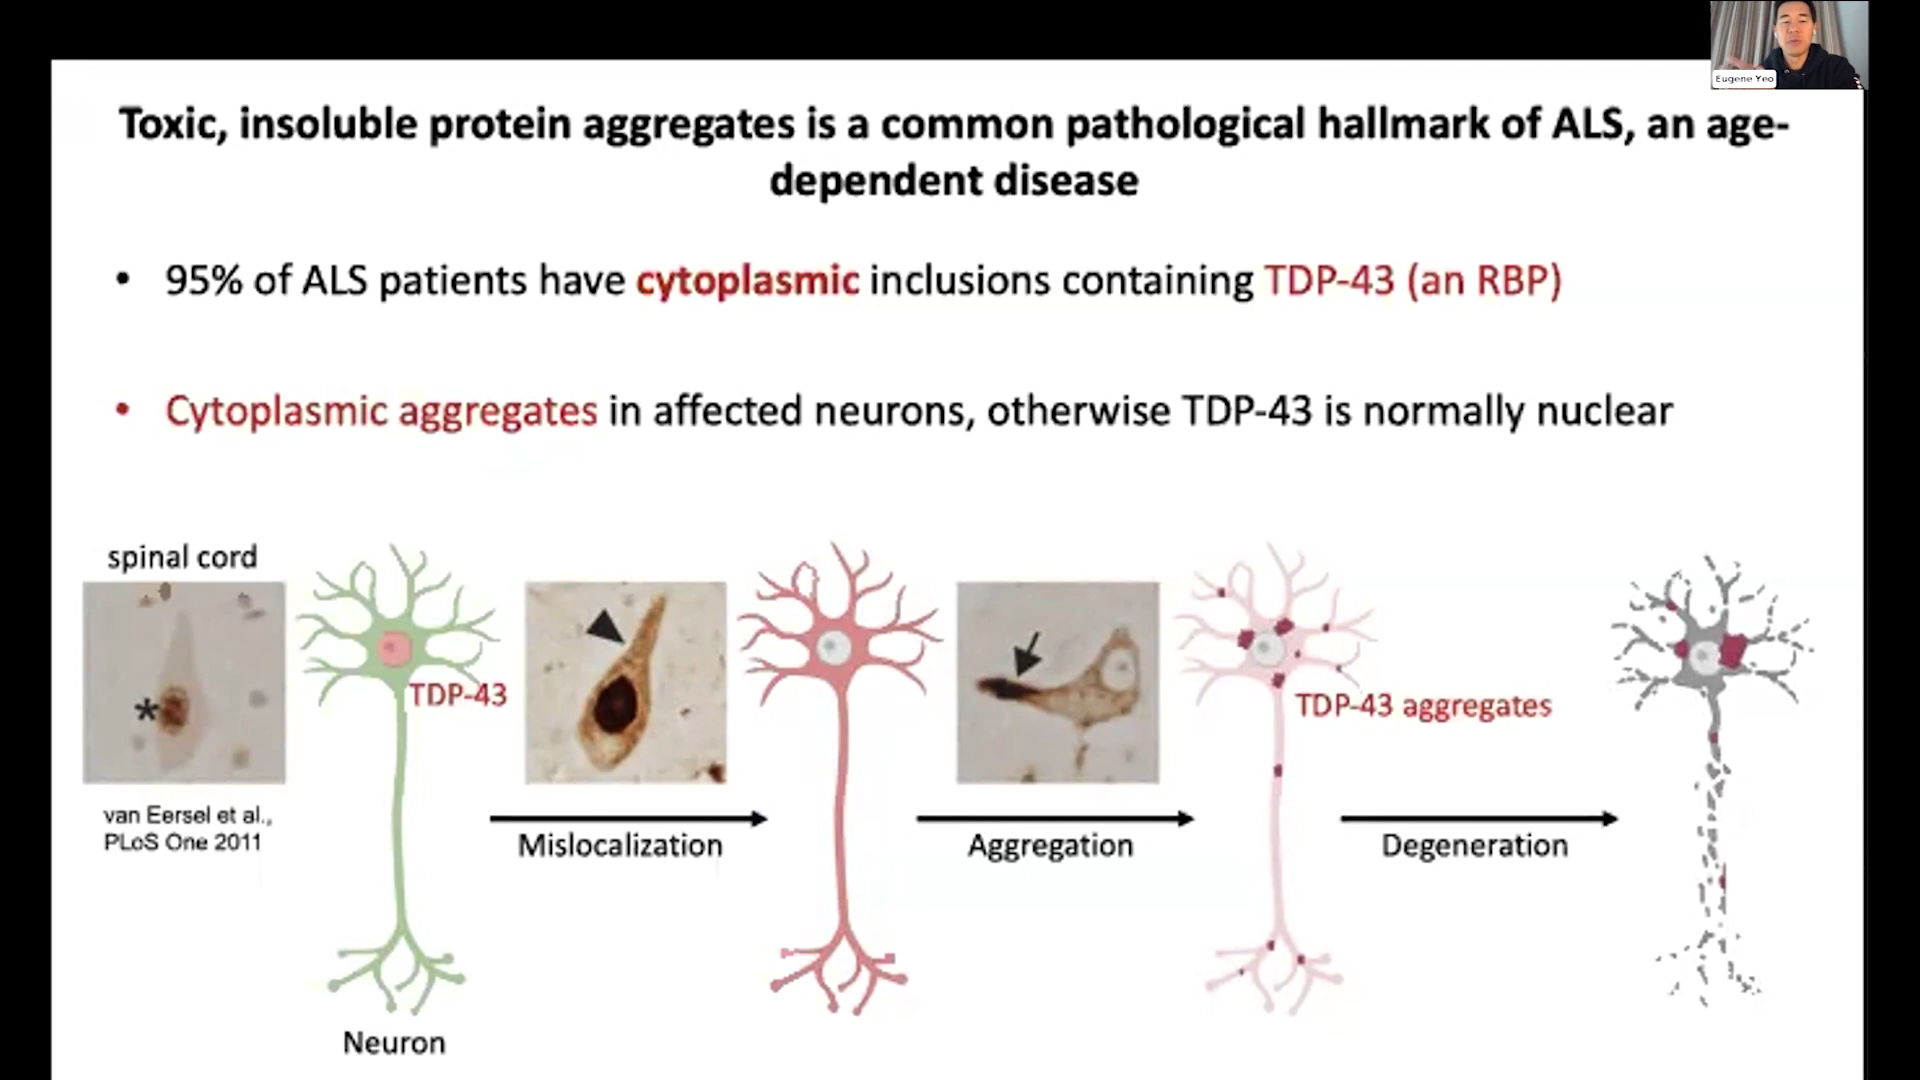 Eugene Yeo
Toxic, insoluble protein aggregates is a common pathological hallmark of ALS, an age-
dependent disease
• 95% of ALS patients have cytoplasmic inclusions containing TDP-43 (an RBP)
• Cytoplasmic aggregates in affected neurons, otherwise TDP-43 is normally nuclear
spinal cord
*
TDP-43
TDP-43 aggregates
van Eersel et al.,
PLoS One 2011
Mislocalization
Aggregation
Degeneration
Neuron